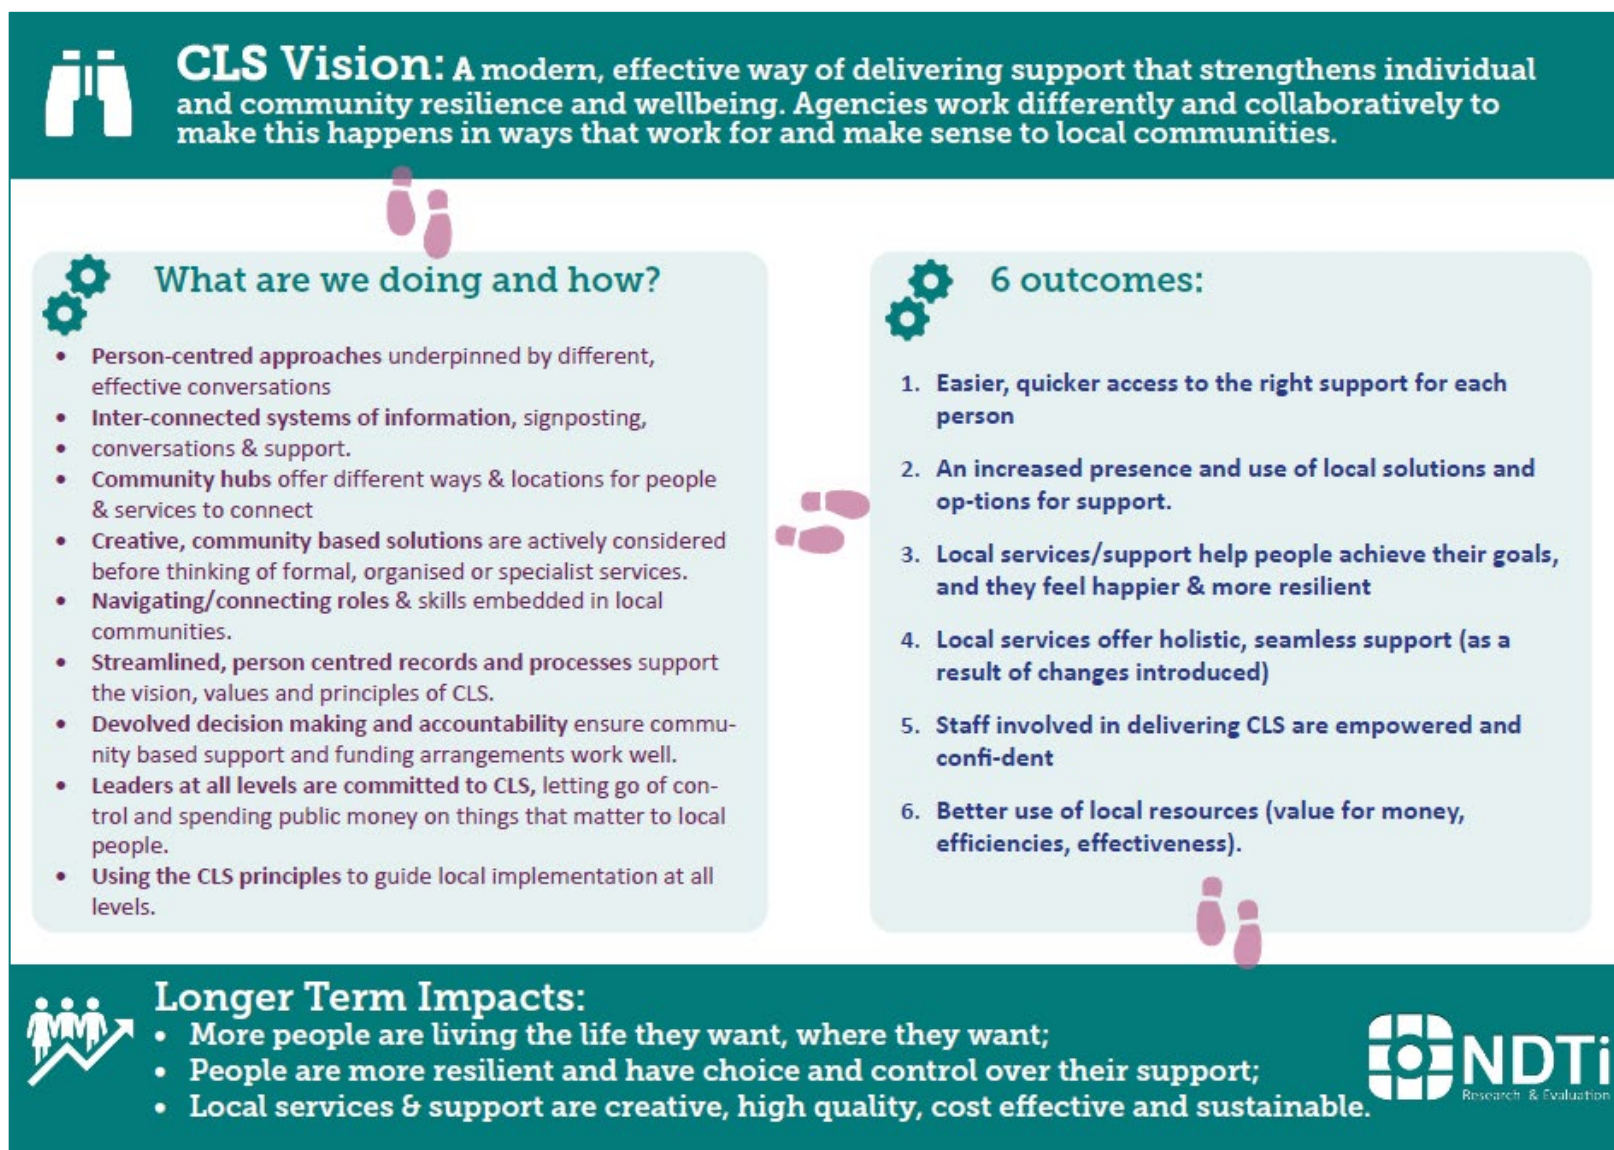 CLS Vision: A modern, effective way of delivering support that strengthens individual
and community resilience and wellbeing. Agencies work differently and collaboratively to
make this happens in ways that work for and make sense to local communities.
What are we doing and how?
• Person-centred approaches underpinned by different,
effective conversations
• Inter-connected systems of information, signposting,
• conversations & support.
• Community hubs offer different ways & locations for people
& services to connect
• Creative, community based solutions are actively considered
before thinking of formal, organised or specialist services.
• Navigating/connecting roles & skills embedded in local
communities.
• Streamlined, person centred records and processes support
the vision, values and principles of CLS.
• Devolved decision making and accountability ensure commu-
nity based support and funding arrangements work well.
• Leaders at all levels are committed to CLS, letting go of con-
trol and spending public money on things that matter to local
people.
• Using the CLS principles to guide local implementation at all
levels.
6 outcomes:
1. Easier, quicker access to the right support for each
person
2. An increased presence and use of local solutions and
op-tions for support.
3. Local services/support help people achieve their goals,
and they feel happier & more resilient
4. Local services offer holistic, seamless support (as a
result of changes introduced)
5. Staff involved in delivering CLS are empowered and
confi-dent
6. Better use of local resources (value for money,
efficiencies, effectiveness).
Longer Term Impacts:
• More people are living the life they want, where they want;
• People are more resilient and have choice and control over their support;
• Local services & support are creative, high quality, cost effective and sustainable.
NDTi
Research & Evaluation